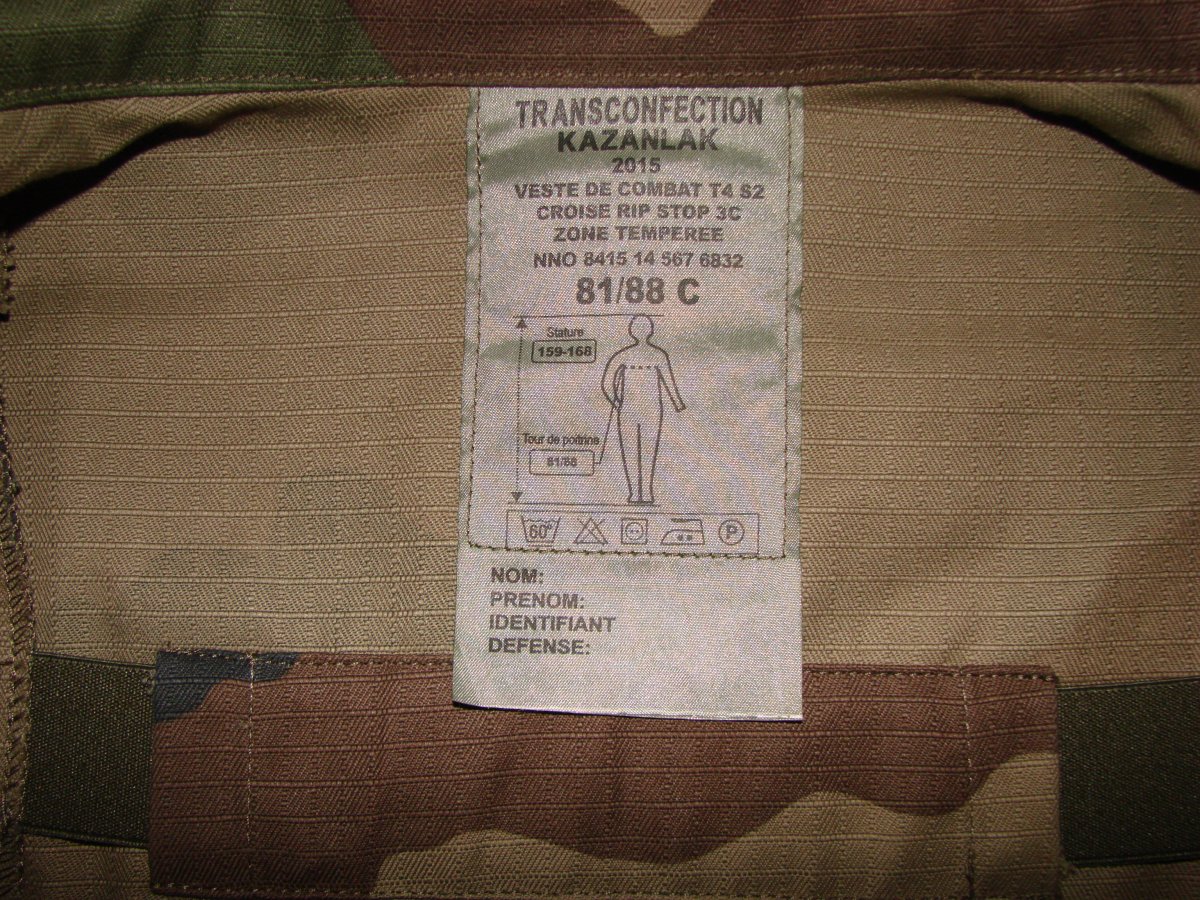 TRANSCONFECTION
KAZANLAK
2015
VESTE DE COMBAT T4 S2
CROISE RIP STOP 3C
ZONE TEMPEREE
NNO 8415 14 567 6832
81/88 C
Stature
159-168
Tour de poitrine
81/88
60°
P
NOM:
PRENOM:
IDENTIFIANT
DEFENSE: